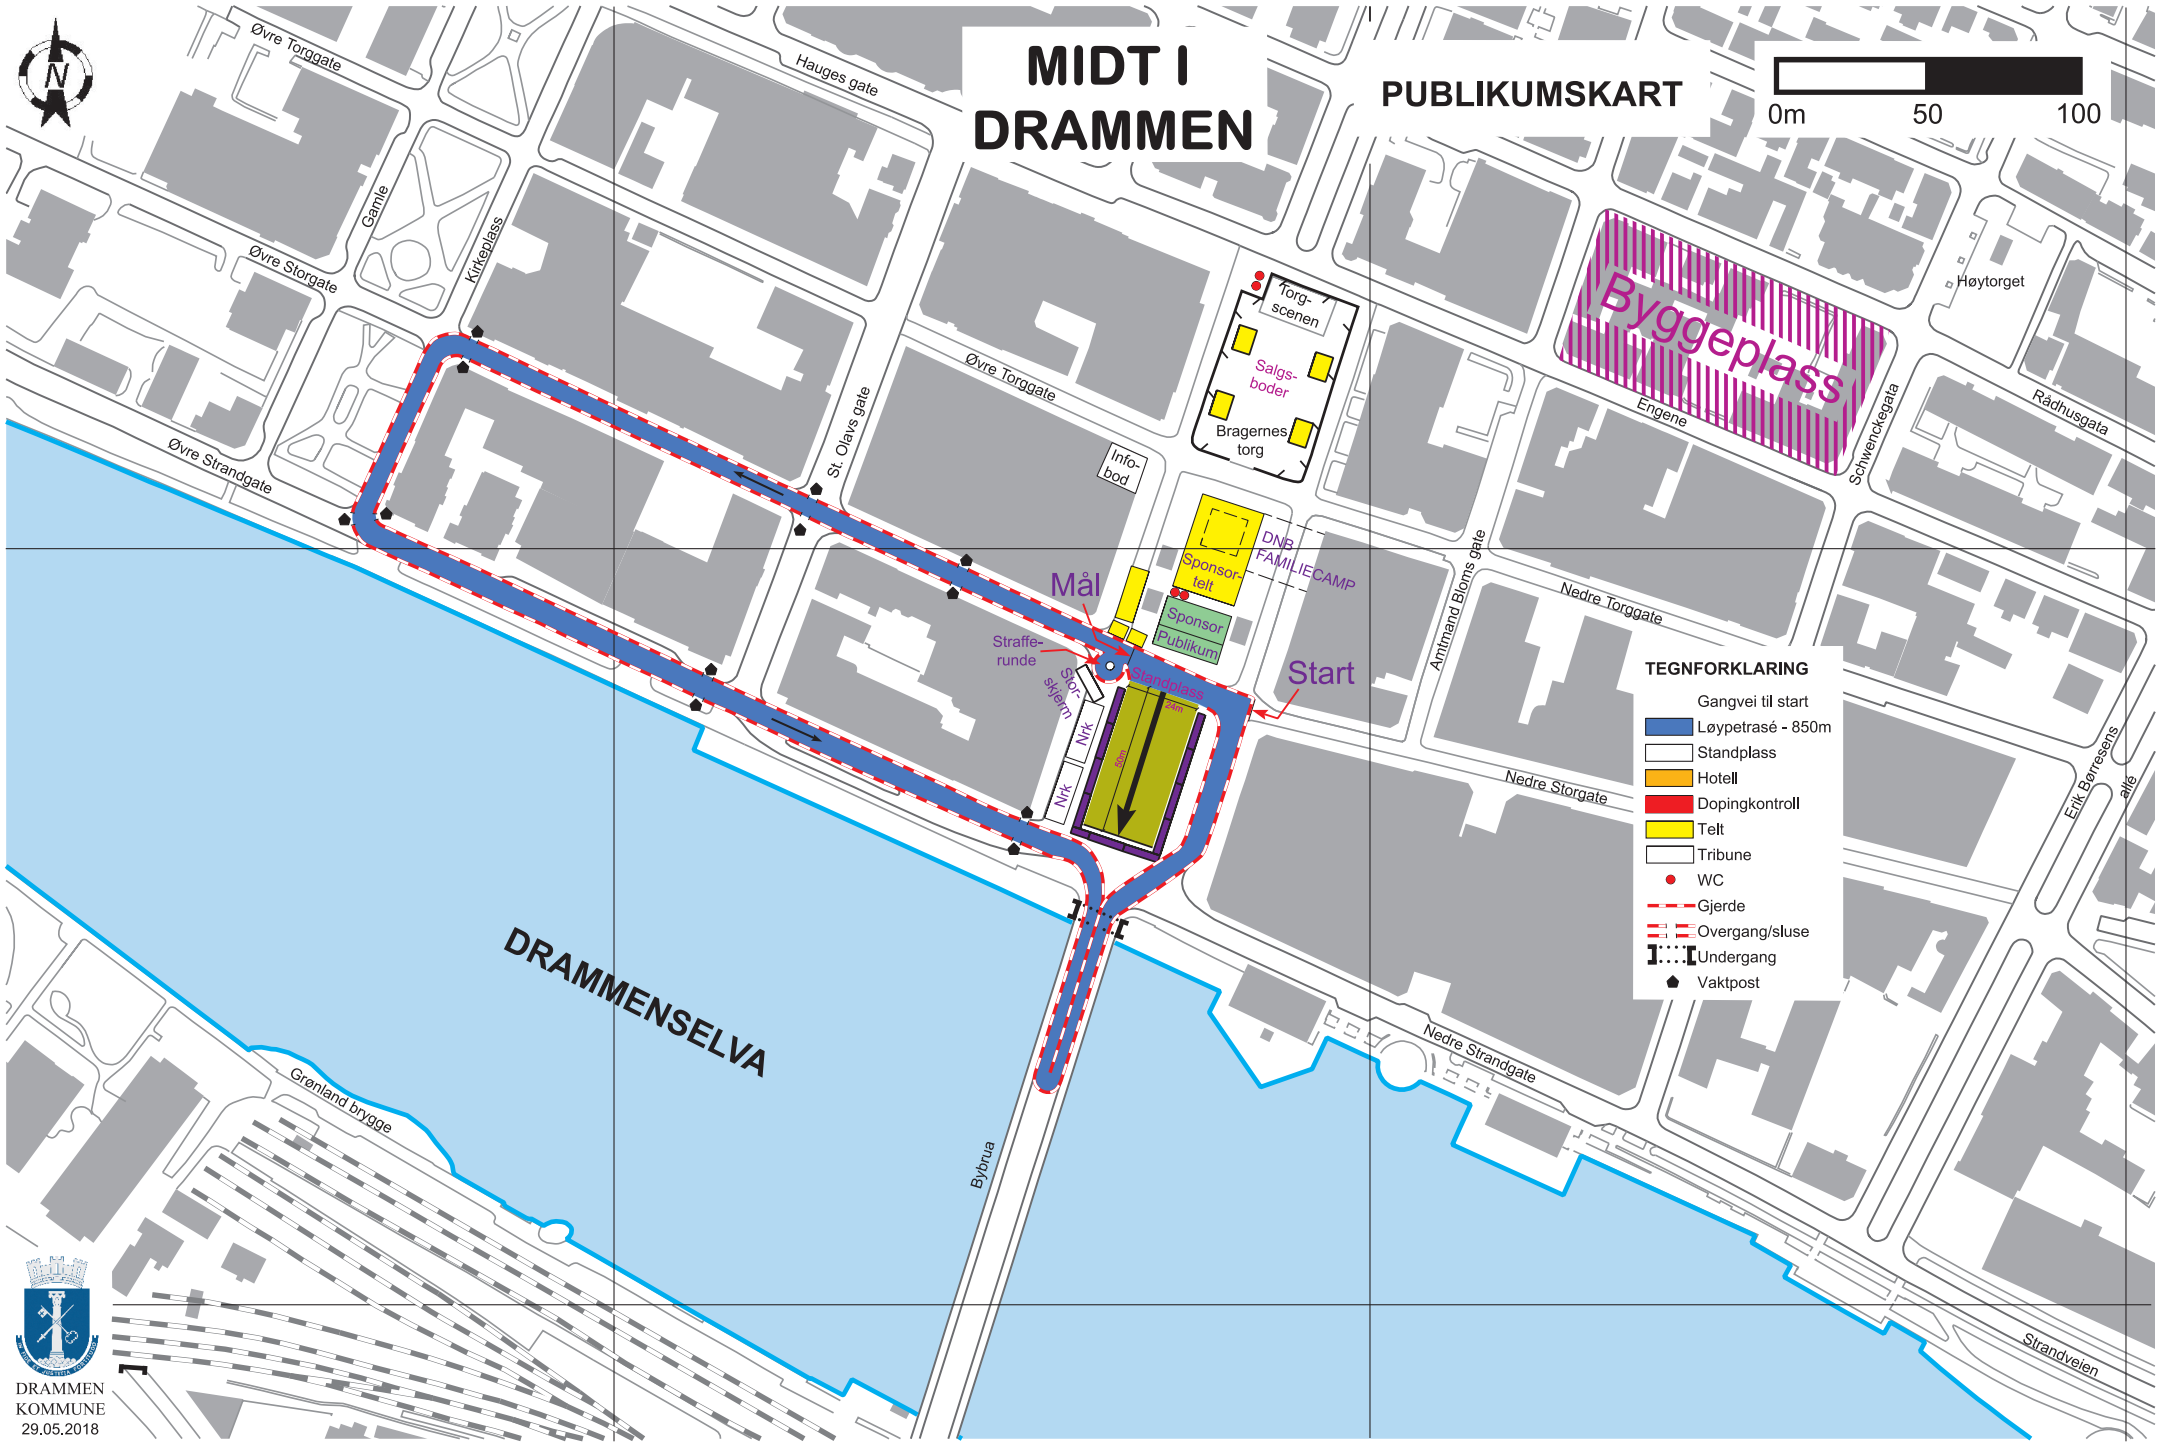 MIDT I
DRAMMEN
PUBLIKUMSKART
0m 50 100
N
Øvre Torggate
Hauges gate
Gamle
Kirkeplass
Øvre Storgate
Øvre Strandgate
St. Olavs gate
Øvre Torggate
Torg-
scenen
Salgs-
boder
Bragernes
torg
Info-
bod
Byggeplass
Høytorget
Engene
Schwenckegata
Rådhusgata
DNB
FAMILIECAMP
Sponsor-
telt
Sponsor
Publikum
Mål
Straffe-
runde
Stor-
skjerm
Standplass
24m
50m
Nrk
Nrk
Start
Amtmand Bloms gate
Nedre Torggate
Nedre Storgate
Erik Børresens
allé
TEGNFORKLARING
Gangvei til start
Løypetrasé - 850m
Standplass
Hotell
Dopingkontroll
Telt
Tribune
WC
Gjerde
Overgang/sluse
Undergang
Vaktpost
DRAMMENSELVA
Nedre Strandgate
Grønland brygge
Bybrua
Strandveien
DRAMMEN
KOMMUNE
29.05.2018